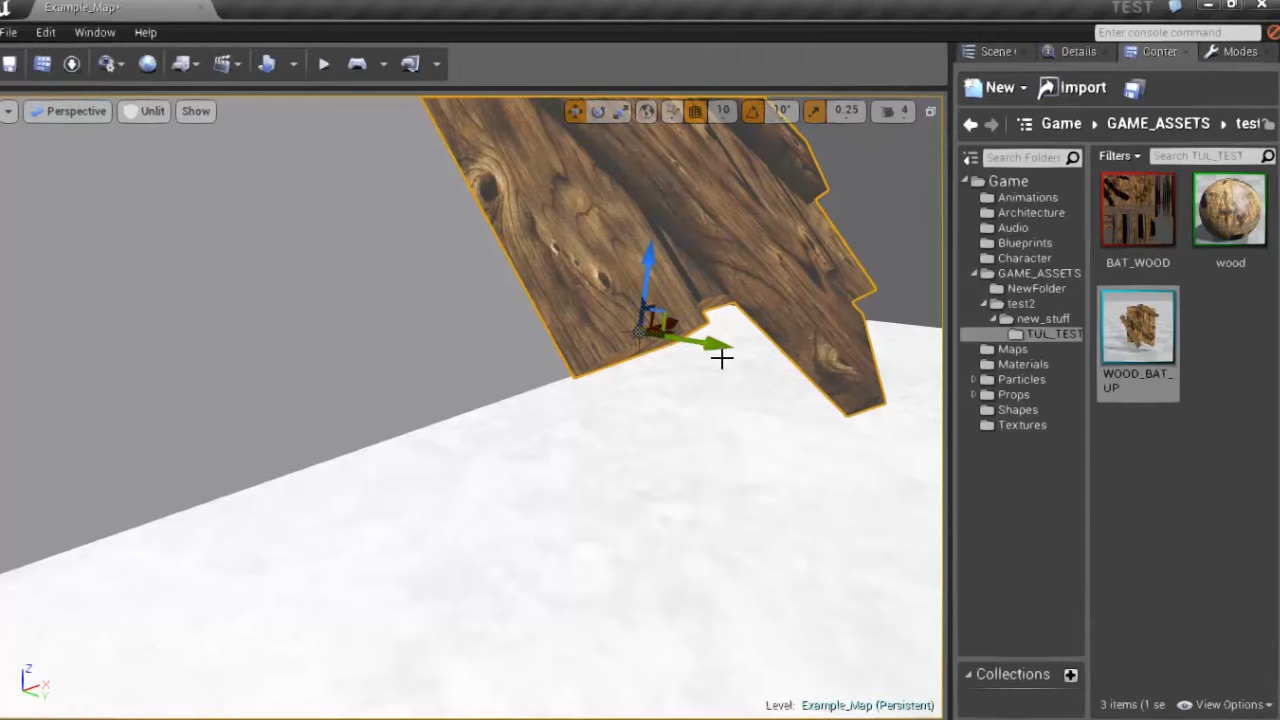 Example_Map*
TEST
File Edit Window Help
Enter console command
Details Modes
New Import
Game GAME_ASSETS
Perspective Unlit Show 10 10° 0.25 4
Search Folders Filters Search TUL_TEST
Game
Animations
Architecture
Audio
Blueprints
Character
GAME_ASSETS
NewFolder
test2
new_stuff
TUL_TEST
Maps
Materials
Particles
Props
Shapes
Textures
BAT_WOOD wood
WOOD_BAT_
UP
Collections
Z
X
Y
Level: Example_Map (Persistent)
3 items (1 se View Options